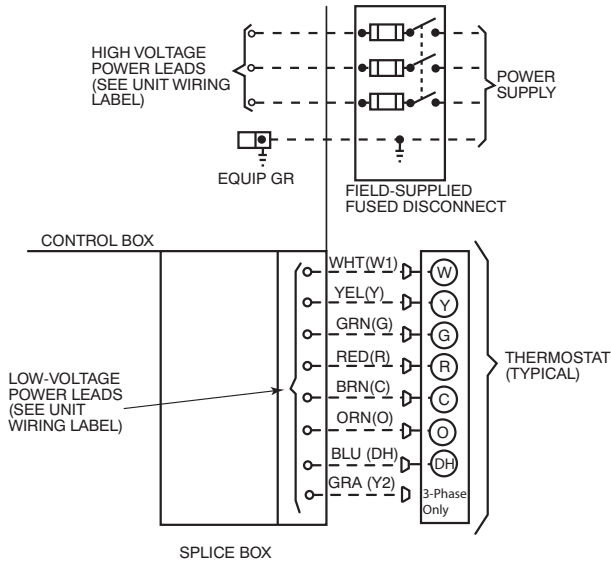 HIGH VOLTAGE
POWER LEADS
(SEE UNIT WIRING
LABEL)
POWER
SUPPLY
EQUIP GR
FIELD-SUPPLIED
FUSED DISCONNECT
CONTROL BOX
WHT(W1)
W
YEL(Y)
Y
GRN(G)
G
RED(R)
R
BRN(C)
C
ORN(O)
O
BLU (DH)
DH
GRA (Y2)
3-Phase
Only
THERMOSTAT
(TYPICAL)
LOW-VOLTAGE
POWER LEADS
(SEE UNIT
WIRING LABEL)
SPLICE BOX